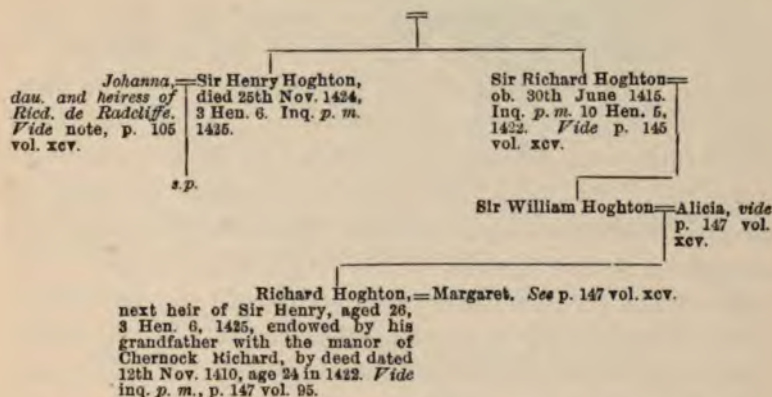 Johanna,
dau. and heiress of
Ricd. de Radcliffe.
Vide note, p. 105
vol. xcv.
Sir Henry Hoghton,
died 25th Nov. 1424,
3 Hen. 6. Inq. p. m.
1425.
s.p.
Sir Richard Hoghton
ob. 30th June 1415.
Inq. p. m. 10 Hen. 5,
1422. Vide p. 145
vol. xcv.
Sir William Hoghton
Alicia, vide
p. 147 vol.
xcv.
Richard Hoghton,
next heir of Sir Henry, aged 26,
3 Hen. 6, 1425, endowed by his
grandfather with the manor of
Chernock Richard, by deed dated
12th Nov. 1410, age 24 in 1422. Vide
inq. p. m., p. 147 vol. 95.
Margaret. See p. 147 vol. xcv.